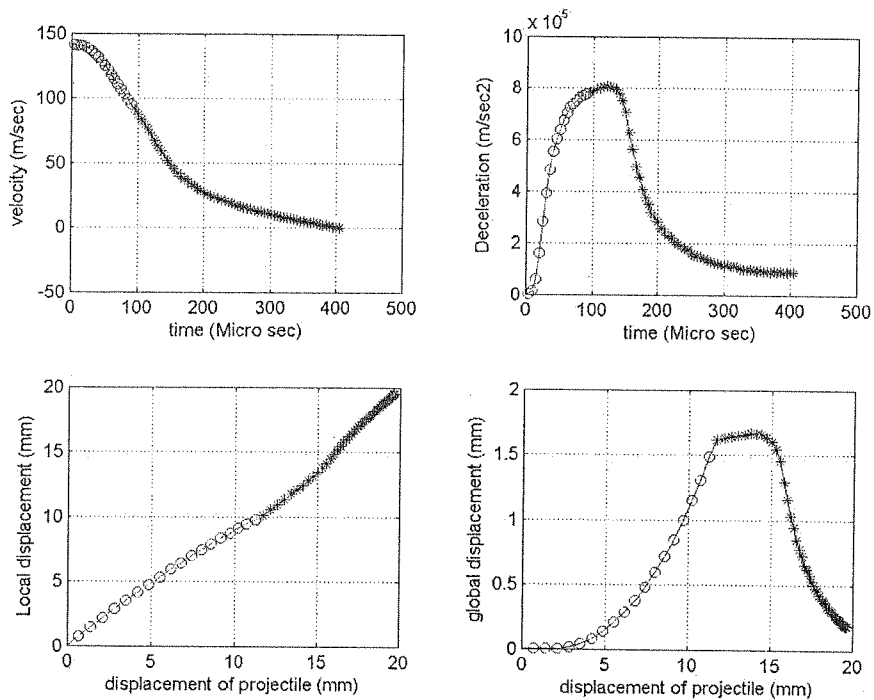 150
100
50
0
-50
0 100 200 300 400 500
time (Micro sec)
velocity (m/sec)
x 10^5
10
8
6
4
2
0
0 100 200 300 400 500
time (Micro sec)
Deceleration (m/sec2)
20
15
10
5
0
0 5 10 15 20
displacement of projectile (mm)
Local displacement (mm)
2
1.5
1
0.5
0
0 5 10 15 20
displacement of projectile (mm)
global displacement (mm)